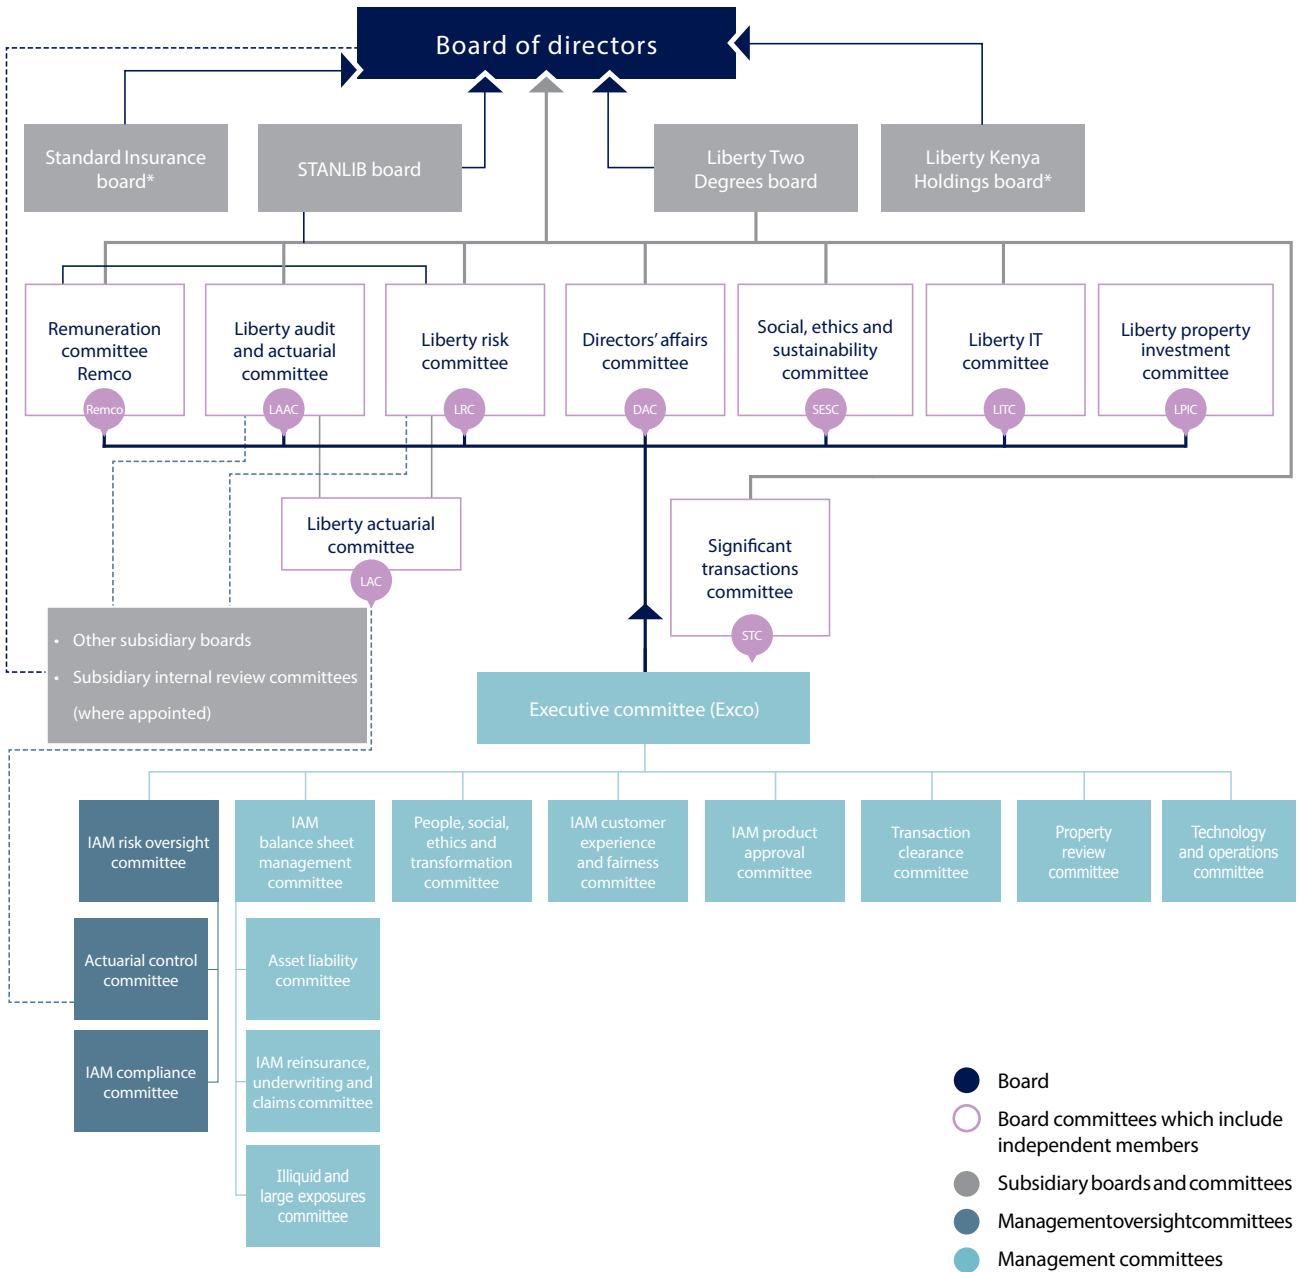 Board of directors
Standard Insurance
board*
STANLIB board
Liberty Two
Degrees board
Liberty Kenya
Holdings board*
Remuneration
committee
Remco
Remco
Liberty audit
and actuarial
committee
LAAC
Liberty risk
committee
LRC
Directors’ affairs
committee
DAC
Social, ethics and
sustainability
committee
SESC
Liberty IT
committee
LITC
Liberty property
investment
committee
LPIC
Liberty actuarial
committee
LAC
Significant
transactions
committee
STC
• Other subsidiary boards
• Subsidiary internal review committees
(where appointed)
Executive committee (Exco)
IAM risk oversight
committee
IAM
balance sheet
management
committee
People, social,
ethics and
transformation
committee
IAM customer
experience
and fairness
committee
IAM product
approval
committee
Transaction
clearance
committee
Property
review
committee
Technology
and operations
committee
Actuarial control
committee
Asset liability
committee
IAM compliance
committee
IAM reinsurance,
underwriting and
claims committee
Illiquid and
large exposures
committee
Board
Board committees which include
independent members
Subsidiary boards and committees
Management oversight committees
Management committees